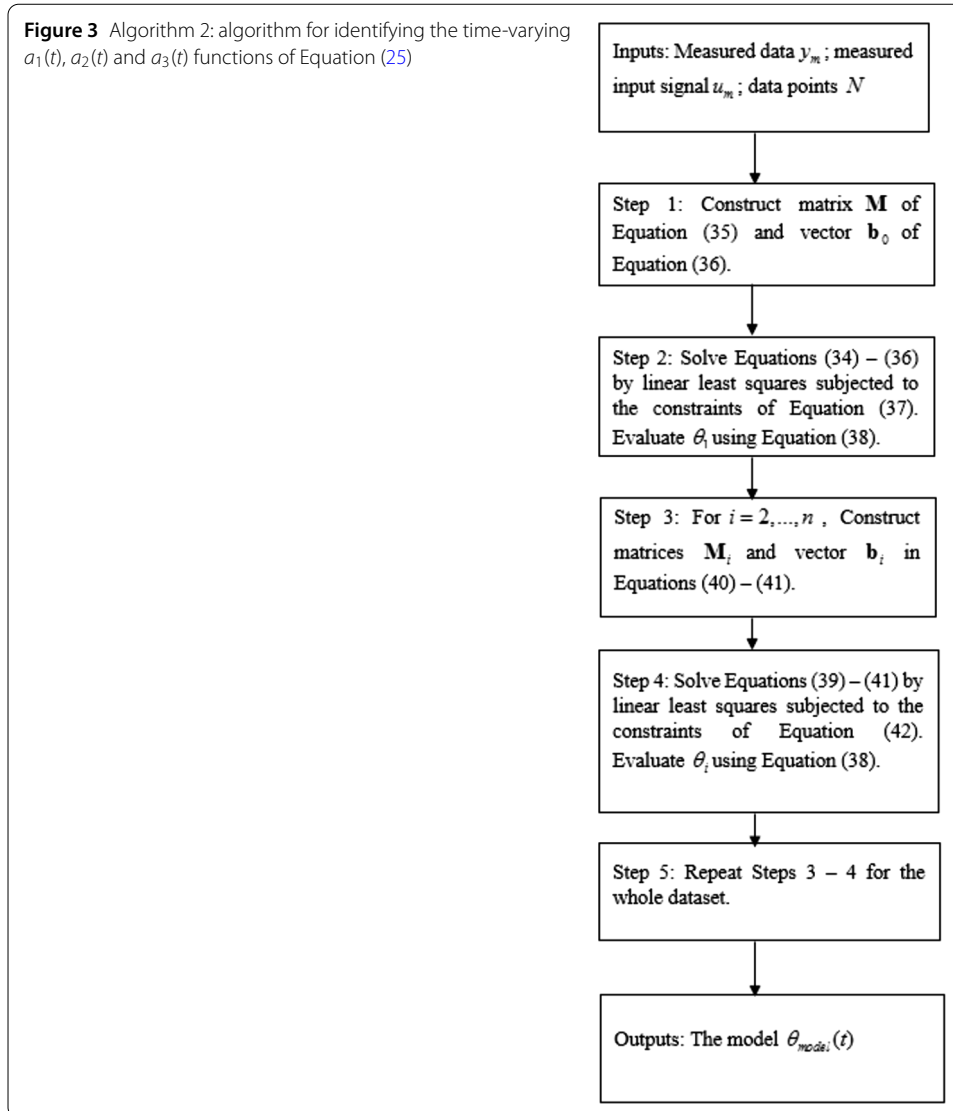 Figure 3 Algorithm 2: algorithm for identifying the time-varying
a₁(t), a₂(t) and a₃(t) functions of Equation (25)
Inputs: Measured data yₘ; measured
input signal uₘ; data points N
Step 1: Construct matrix M of
Equation (35) and vector b₀ of
Equation (36).
Step 2: Solve Equations (34) – (36)
by linear least squares subjected to
the constraints of Equation (37).
Evaluate θ₁ using Equation (38).
Step 3: For i = 2,...,n , Construct
matrices Mᵢ and vector bᵢ in
Equations (40) – (41).
Step 4: Solve Equations (39) – (41) by
linear least squares subjected to the
constraints of Equation (42).
Evaluate θᵢ using Equation (38).
Step 5: Repeat Steps 3 – 4 for the
whole dataset.
Outputs: The model θ_model(t)